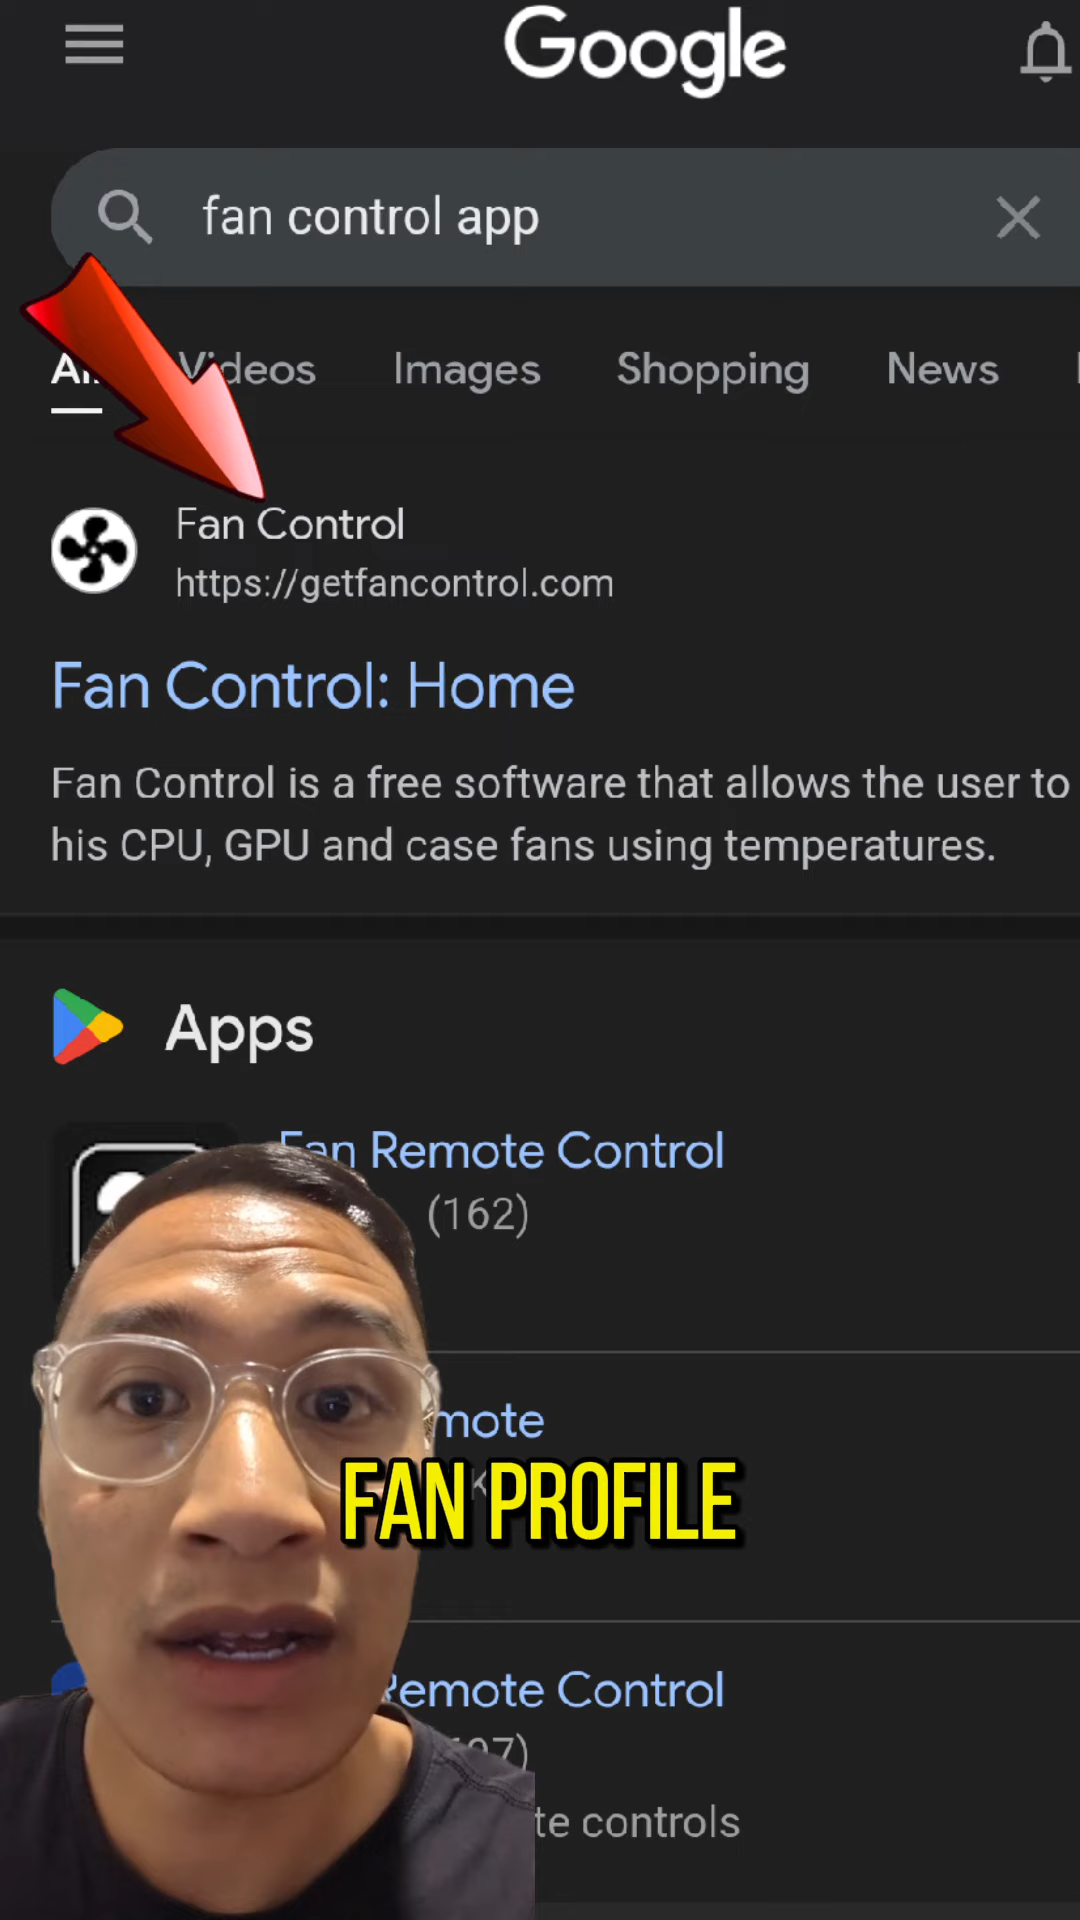 Google
fan control app
Videos Images Shopping News
Fan Control
https://getfancontrol.com
Fan Control: Home
Fan Control is a free software that allows the user to
his CPU, GPU and case fans using temperatures.
Apps
Fan Remote Control
(162)
mote
FAN PROFILE
Remote Control
te controls